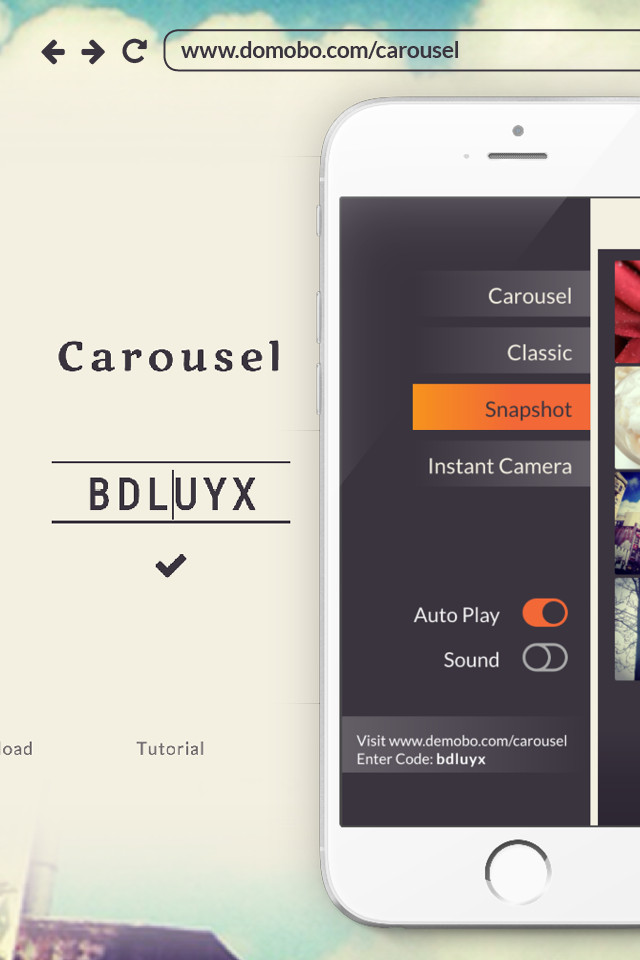 www.domobo.com/carousel
Carousel
BDLUYX
load
Tutorial
Carousel
Classic
Snapshot
Instant Camera
Auto Play
Sound
Visit www.demobo.com/carousel
Enter Code: bdluyx